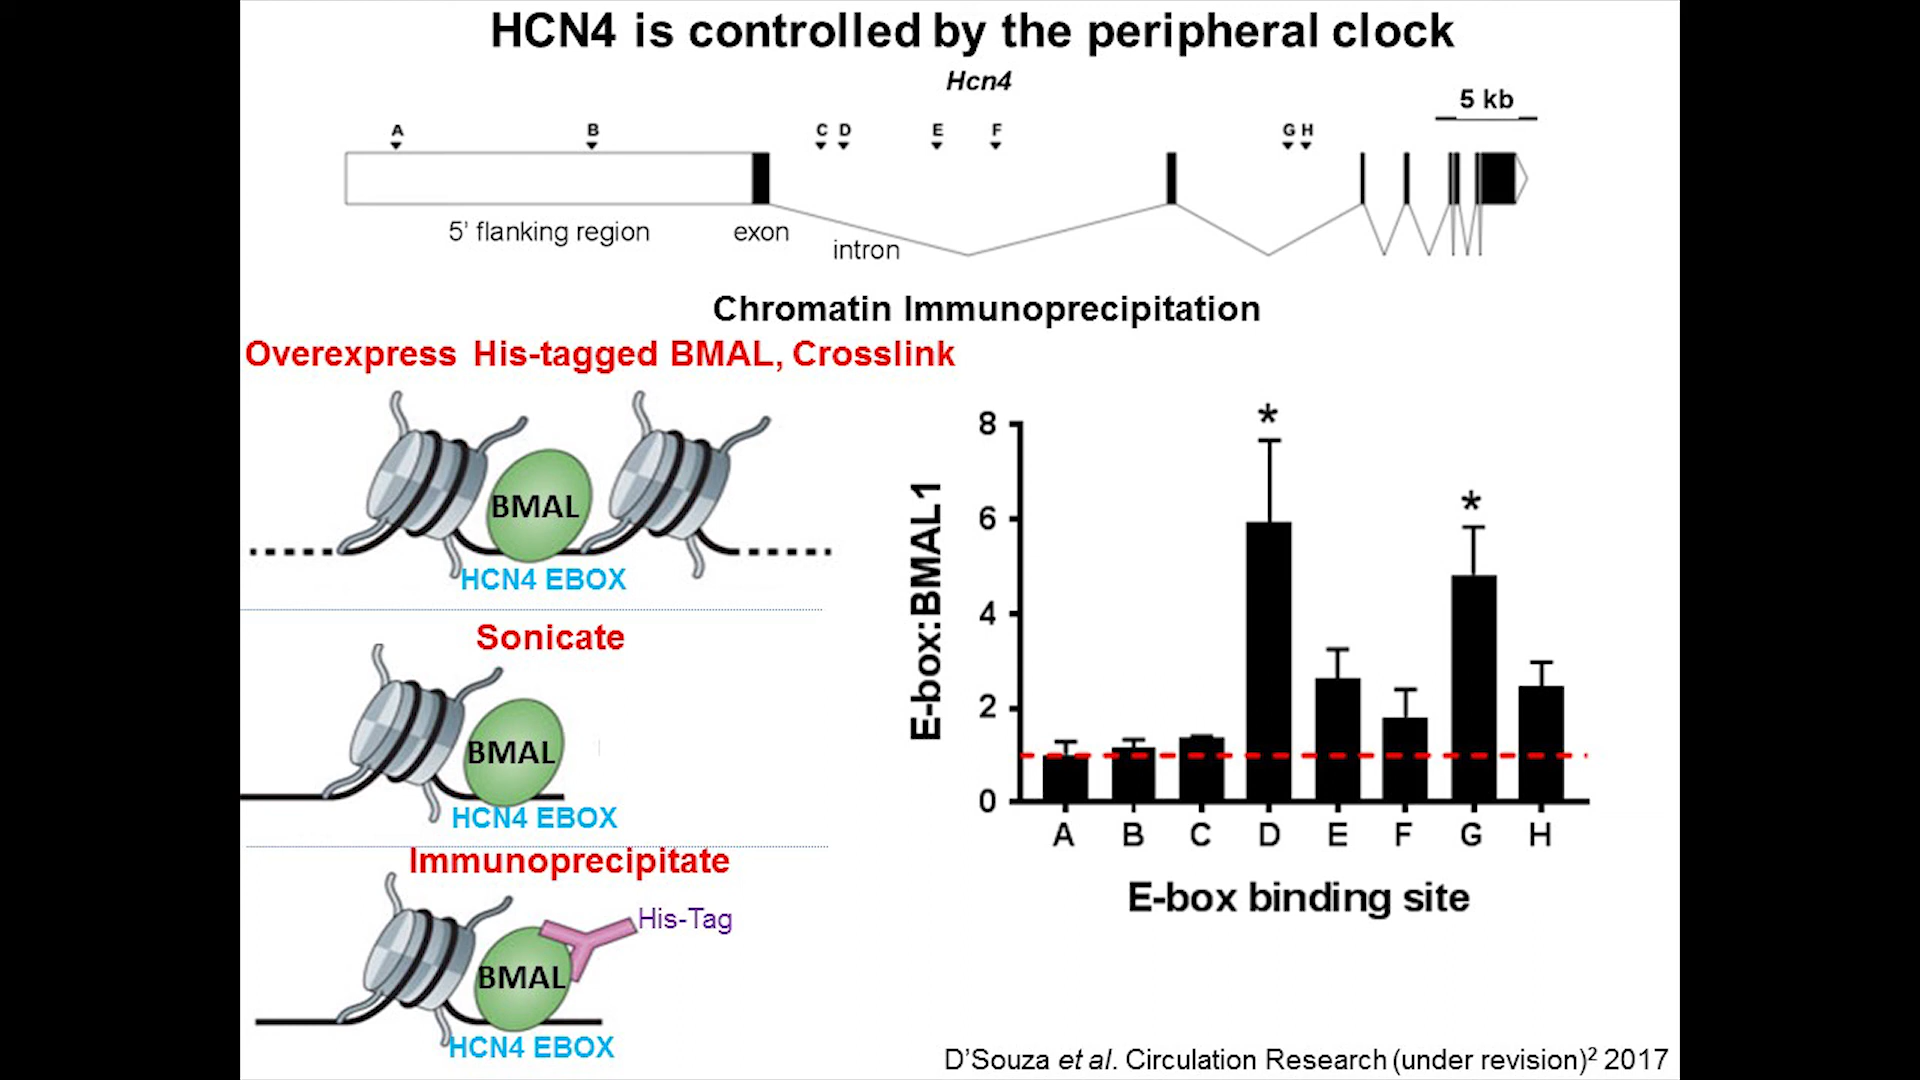 HCN4 is controlled by the peripheral clock
Hcn4
5 kb
A B C D E F G H
5' flanking region
exon
intron
Chromatin Immunoprecipitation
Overexpress His-tagged BMAL, Crosslink
BMAL
HCN4 EBOX
Sonicate
BMAL
HCN4 EBOX
Immunoprecipitate
His-Tag
BMAL
HCN4 EBOX
E-box:BMAL1
8
6
4
2
0
* *
A B C D E F G H
E-box binding site
D'Souza et al. Circulation Research (under revision)² 2017